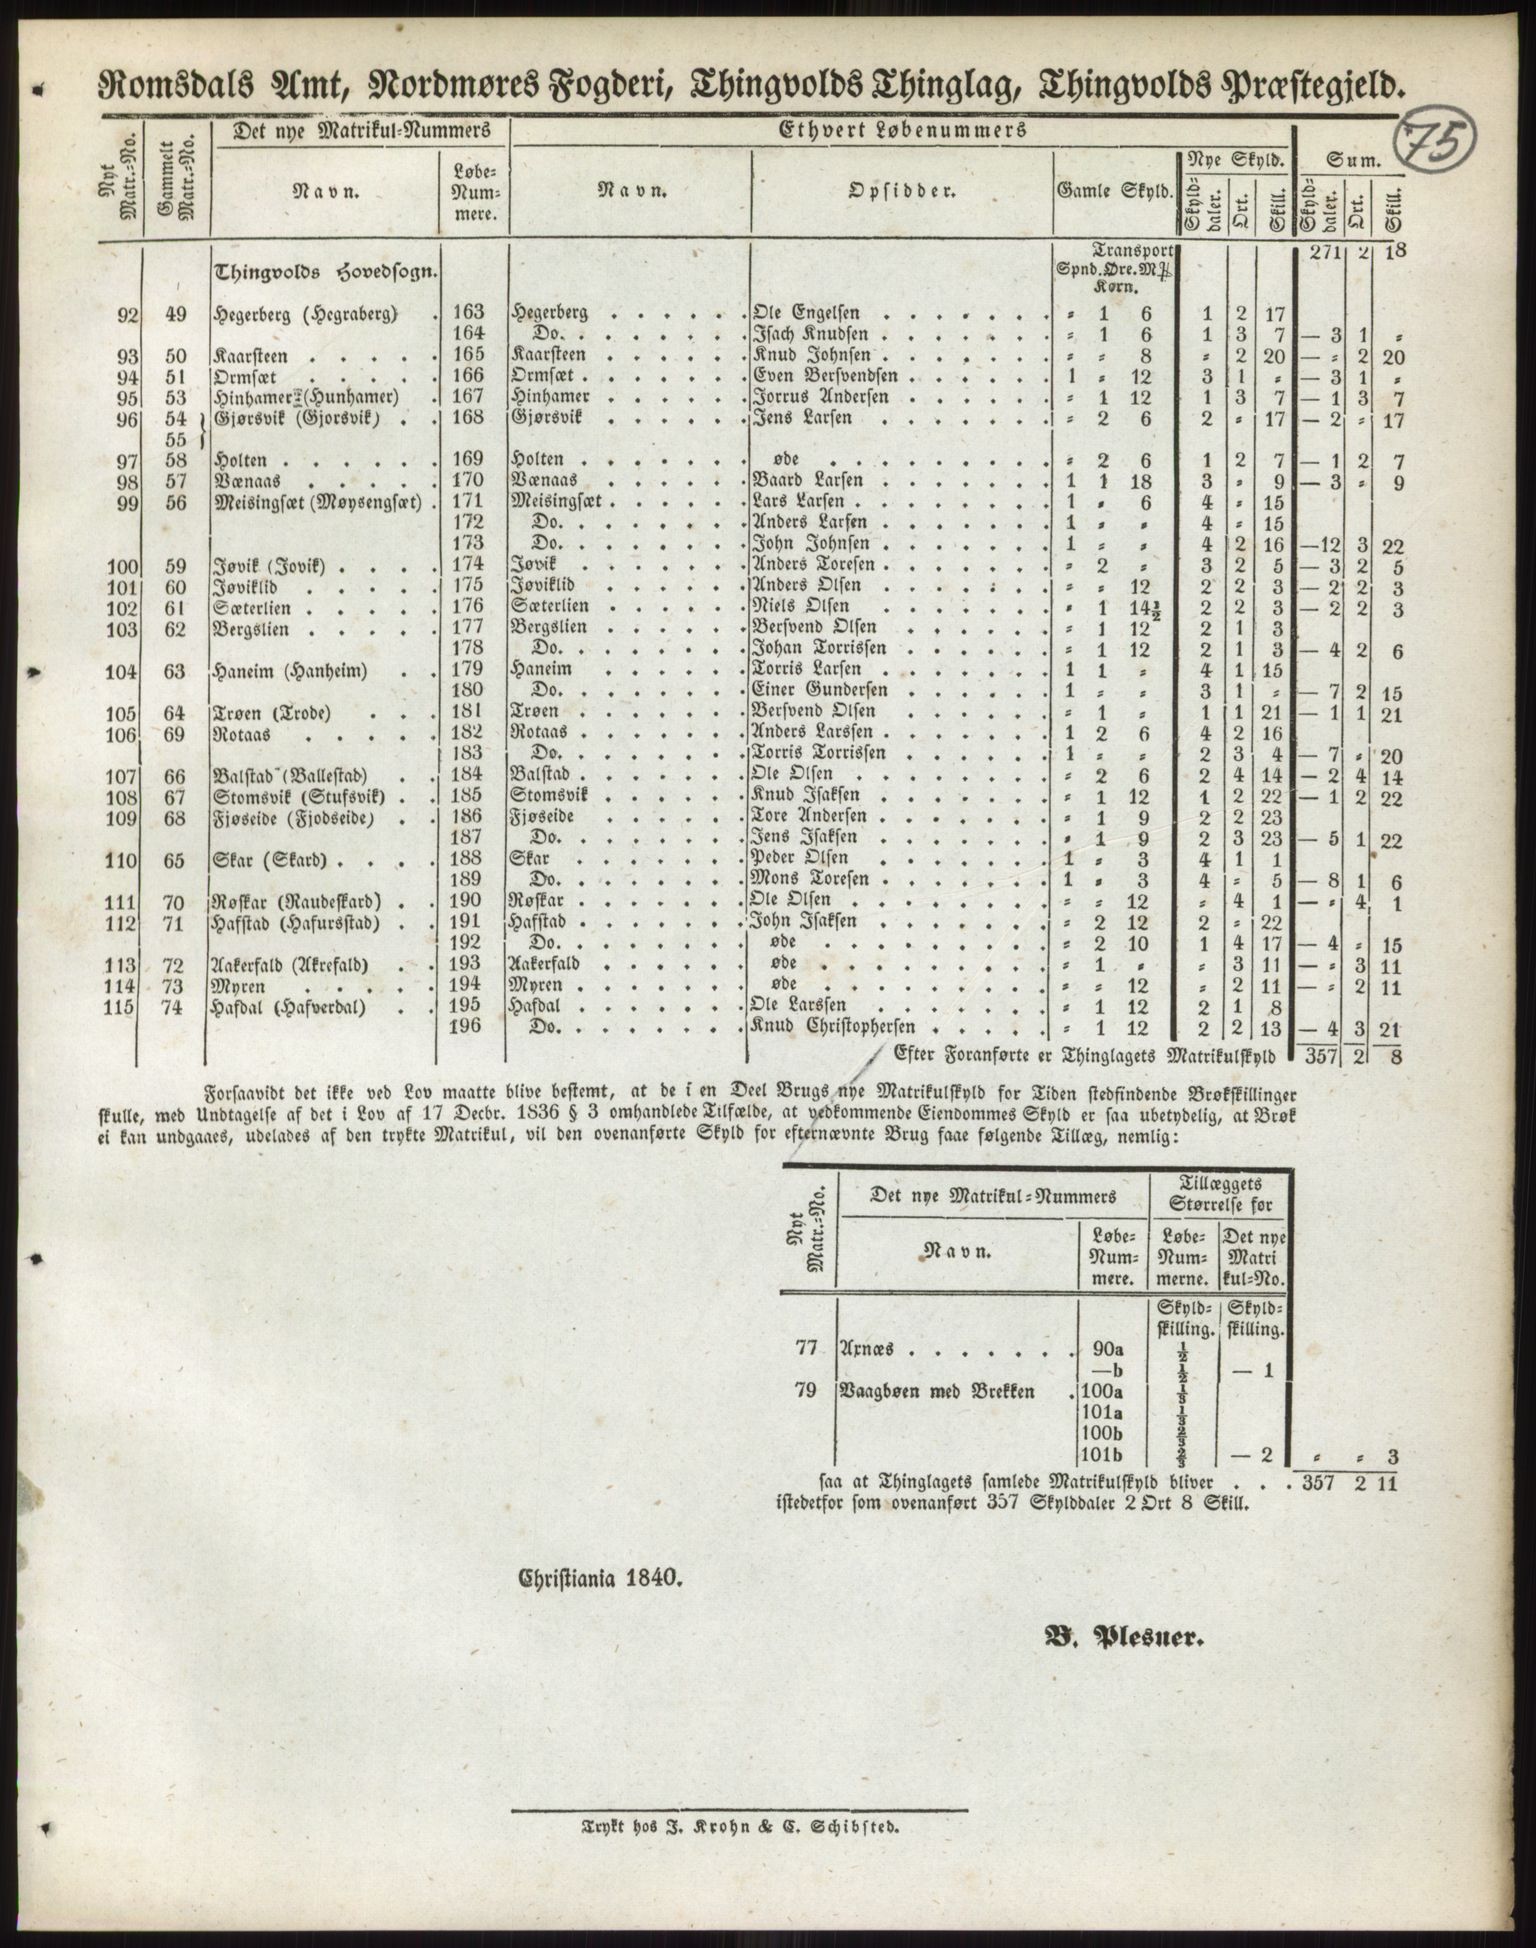 Romsdals Amt, Nordmøres Fogderi, Thingvolds Thinglag, Thingvolds Præstegjeld.
75
Nyt Matr.-No. Gammelt Matr.-No. Det nye Matrikul-Nummers Ethvert Løbenummers
Navn. Løbe-Num-mere. Navn. Opsidder. Gamle Skyld. Nye Skyld. Sum.
Skyld-daler. Ort. Skill. Skyld-daler. Ort. Skill.
Transport 271 2 18
Thingvolds Hovedsogn. Spnd. Øre. M
Korn.
92 49 Hegerberg (Hegraberg) . 163 Hegerberg . . . . . . Ole Engelsen . . . . . . . „ 1 6 1 2 17
164 Do. . . . . . . . Isach Knudsen . . . . . . . „ 1 6 1 3 7 — 3 1 „
93 50 Kaarsteen . . . . . 165 Kaarsteen . . . . . . Knud Johnsen . . . . . . . „ „ 8 „ 2 20 — „ 2 20
94 51 Ormsæt . . . . . 166 Ormsæt . . . . . . . Even Bersvendsen . . . . . . 1 „ 12 3 1 „ — 3 1 „
95 53 Hinhamer (Hunhamer) . 167 Hinhamer . . . . . . Jorrus Andersen . . . . . . „ 1 12 1 3 7 — 1 3 7
96 54 Gjørsvik (Gjorsvik) . . 168 Gjørsvik . . . . . . Jens Larsen . . . . . . . „ 2 6 2 „ 17 — 2 „ 17
55
97 58 Holten . . . . . . 169 Holten . . . . . . . øde . . . . . . . . . „ 2 6 1 2 7 — 1 2 7
98 57 Vænaas . . . . . 170 Vænaas . . . . . . Baard Larsen . . . . . . . 1 1 18 3 „ 9 — 3 „ 9
99 56 Meisingsæt (Møysengsæt) . 171 Meisingsæt . . . . . . Lars Larsen . . . . . . . . 1 „ 6 4 „ 15
172 Do. . . . . . . . Anders Larsen . . . . . . . 1 „ „ 4 „ 15
173 Do. . . . . . . . John Johnsen . . . . . . . 1 „ „ 4 2 16 —12 3 22
100 59 Jøvik (Jovik) . . . . 174 Jøvik . . . . . . Anders Toresen . . . . . . . „ 2 „ 3 2 5 — 3 2 5
101 60 Jøviklid . . . . . 175 Jøviklid . . . . . . Anders Olsen . . . . . . . „ „ 12 2 2 3 — 2 2 3
102 61 Sæterlien . . . . . 176 Sæterlien . . . . . . Niels Olsen . . . . . . . „ 1 14½ 2 2 3 — 2 2 3
103 62 Bergslien . . . . . 177 Bergslien . . . . . . Bersvend Olsen . . . . . . „ 1 12 2 1 3
178 Do. . . . . . . . Johan Torrissen . . . . . . „ 1 12 2 1 3 — 4 2 6
104 63 Haneim (Hanheim) . . 179 Haneim . . . . . . Torris Larsen . . . . . . . 1 1 „ 4 1 15
180 Do. . . . . . . . Einer Gundersen . . . . . . 1 „ „ 3 1 „ — 7 2 15
105 64 Trøen (Trode) . . . 181 Trøen . . . . . . . Bersvend Olsen . . . . . . „ 1 „ 1 1 21 — 1 1 21
106 69 Rotaas . . . . . 182 Rotaas . . . . . . . Anders Larssen . . . . . . . 1 2 6 4 2 16
183 Do. . . . . . . . Torris Torrissen . . . . . . 1 „ „ 2 3 4 — 7 „ 20
107 66 Balstad (Ballestad) . . 184 Balstad . . . . . . . Ole Olsen . . . . . . . . „ 2 6 2 4 14 — 2 4 14
108 67 Stomsvik (Stufsvik) . . 185 Stomsvik . . . . . . Knud Isaksen . . . . . . . „ 1 12 1 2 22 — 1 2 22
109 68 Fjøseide (Fjodseide) . . 186 Fjøseide . . . . . . Tore Andersen . . . . . . . „ 1 9 2 2 23
187 Do. . . . . . . . Jens Isaksen . . . . . . . „ 1 9 2 3 23 — 5 1 22
110 65 Skar (Skard) . . . . 188 Skar . . . . . . . Peder Olsen . . . . . . . 1 „ 3 4 1 1
189 Do. . . . . . . . Mons Toresen . . . . . . . 1 „ 3 4 „ 5 — 8 1 6
111 70 Røskar (Raudeskard) . . 190 Røskar . . . . . . . Ole Olsen . . . . . . . . „ „ 12 „ 4 1 — „ 4 1
112 71 Hafstad (Hafursstad) . . 191 Hafstad . . . . . . . John Isaksen . . . . . . . „ 2 12 2 „ 22
192 Do. . . . . . . . øde . . . . . . . . . „ 2 10 1 4 17 — 4 „ 15
113 72 Aakerfald (Akrefald) . . 193 Aakerfald . . . . . . øde . . . . . . . . . „ 1 „ „ 3 11 — „ 3 11
114 73 Myren . . . . . 194 Myren . . . . . . . øde . . . . . . . . . „ „ 12 „ 2 11 — „ 2 11
115 74 Hafdal (Hafverdal) . . 195 Hafdal . . . . . . . Ole Larssen . . . . . . . „ 1 12 2 1 8
196 Do. . . . . . . . Knud Christophersen . . . . . „ 1 12 2 2 13 — 4 3 21
Efter Foranførte er Thinglagets Matrikulskyld 357 2 8
Forsaavidt det ikke ved Lov maatte blive bestemt, at de i en Deel Brugs nye Matrikulskyld for Tiden stedfindende Brøkskillinger
skulle, med Undtagelse af det i Lov af 17 Decbr. 1836 § 3 omhandlede Tilfælde, at vedkommende Eiendommes Skyld er saa ubetydelig, at Brøk
ei kan undgaaes, udelades af den trykte Matrikul, vil den ovenanførte Skyld for efternævnte Brug faae følgende Tillæg, nemlig:
Nyt Matr.-No. Det nye Matrikul-Nummers Tillæggets Størrelse for
Navn. Løbe-Num-mere. Løbe-Num-merne. Det nye Matri kul-No.
Skyld-skilling. Skyld-skilling.
77 Axnæs . . . . . . . 90a ½
—b ½ — 1
79 Vaagbøen med Brekken . 100a ⅓
101a ⅓
100b ⅔
101b ⅔ — 2 „ „ 3
saa at Thinglagets samlede Matrikulskyld bliver . . . 357 2 11
istedetfor som ovenanført 357 Skylddaler 2 Ort 8 Skill.
Christiania 1840.
B. Plesner.
Trykt hos J. Krohn & C. Schibsted.